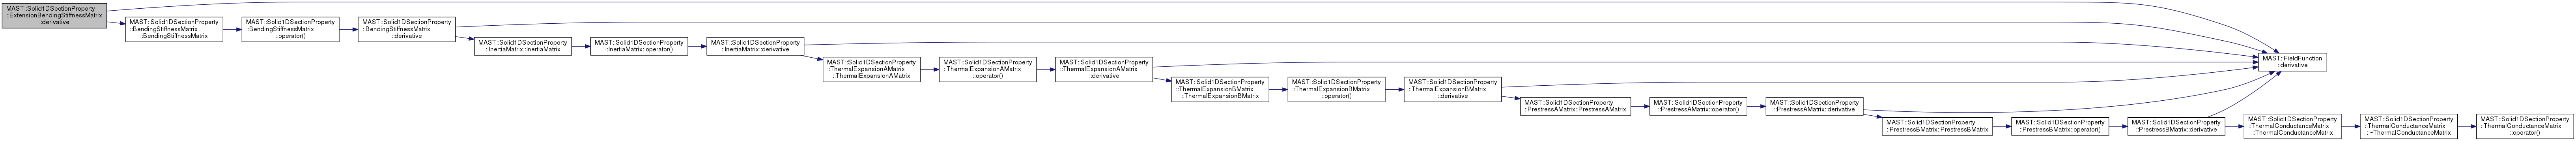 MAST::Solid1DSectionProperty
::ExtensionBendingStiffnessMatrix
::derivative
MAST::Solid1DSectionProperty
::BendingStiffnessMatrix
::BendingStiffnessMatrix
MAST::Solid1DSectionProperty
::BendingStiffnessMatrix
::operator()
MAST::Solid1DSectionProperty
::BendingStiffnessMatrix
::derivative
MAST::Solid1DSectionProperty
::InertiaMatrix::InertiaMatrix
MAST::Solid1DSectionProperty
::InertiaMatrix::operator()
MAST::Solid1DSectionProperty
::InertiaMatrix::derivative
MAST::Solid1DSectionProperty
::ThermalExpansionAMatrix
::ThermalExpansionAMatrix
MAST::Solid1DSectionProperty
::ThermalExpansionAMatrix
::operator()
MAST::Solid1DSectionProperty
::ThermalExpansionAMatrix
::derivative
MAST::Solid1DSectionProperty
::ThermalExpansionBMatrix
::ThermalExpansionBMatrix
MAST::Solid1DSectionProperty
::ThermalExpansionBMatrix
::operator()
MAST::Solid1DSectionProperty
::ThermalExpansionBMatrix
::derivative
MAST::Solid1DSectionProperty
::PrestressAMatrix::PrestressAMatrix
MAST::Solid1DSectionProperty
::PrestressAMatrix::operator()
MAST::Solid1DSectionProperty
::PrestressAMatrix::derivative
MAST::Solid1DSectionProperty
::PrestressBMatrix::PrestressBMatrix
MAST::Solid1DSectionProperty
::PrestressBMatrix::operator()
MAST::Solid1DSectionProperty
::PrestressBMatrix::derivative
MAST::FieldFunction
::derivative
MAST::Solid1DSectionProperty
::ThermalConductanceMatrix
::ThermalConductanceMatrix
MAST::Solid1DSectionProperty
::ThermalConductanceMatrix
::~ThermalConductanceMatrix
MAST::Solid1DSectionProperty
::ThermalConductanceMatrix
::operator()